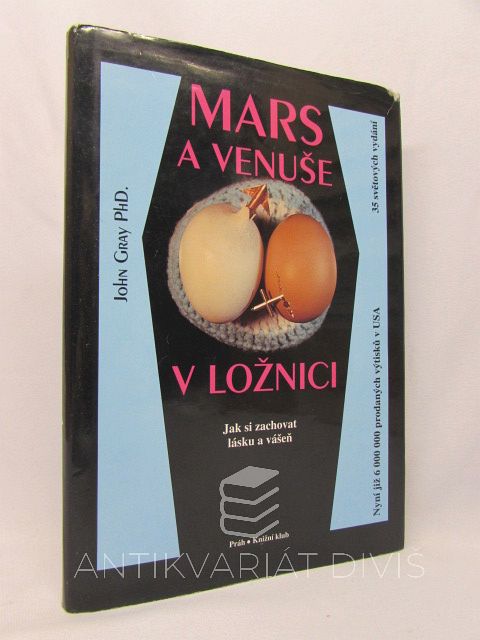 MARS
A VENUŠE
V LOŽNICI
Jak si zachovat
lásku a vášeň
Práh • Knižní klub
JOHN GRAY PHD.
35 světových vydání
Nyní již 6 000 000 prodaných výtisků v USA
ANTIKVARIÁT DIVIŠ